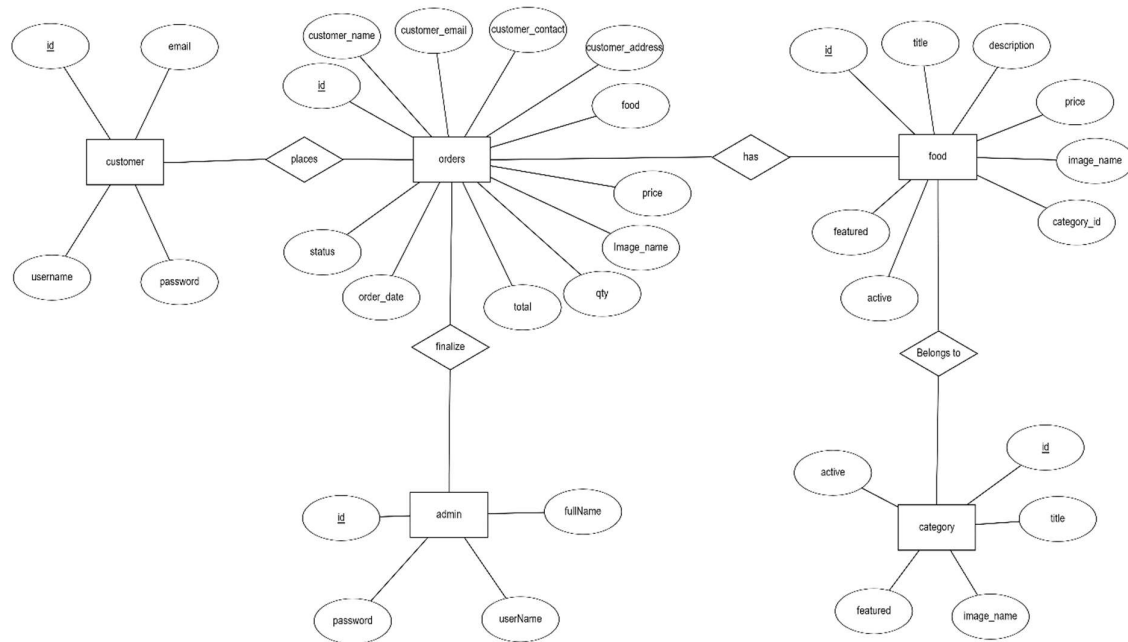 id
email
customer
username
password
places
customer_name
customer_email
customer_contact
customer_address
id
food
orders
price
status
Image_name
order_date
total
qty
has
id
title
description
price
food
image_name
featured
category_id
active
finalize
Belongs to
id
admin
fullName
password
userName
active
id
category
title
featured
image_name